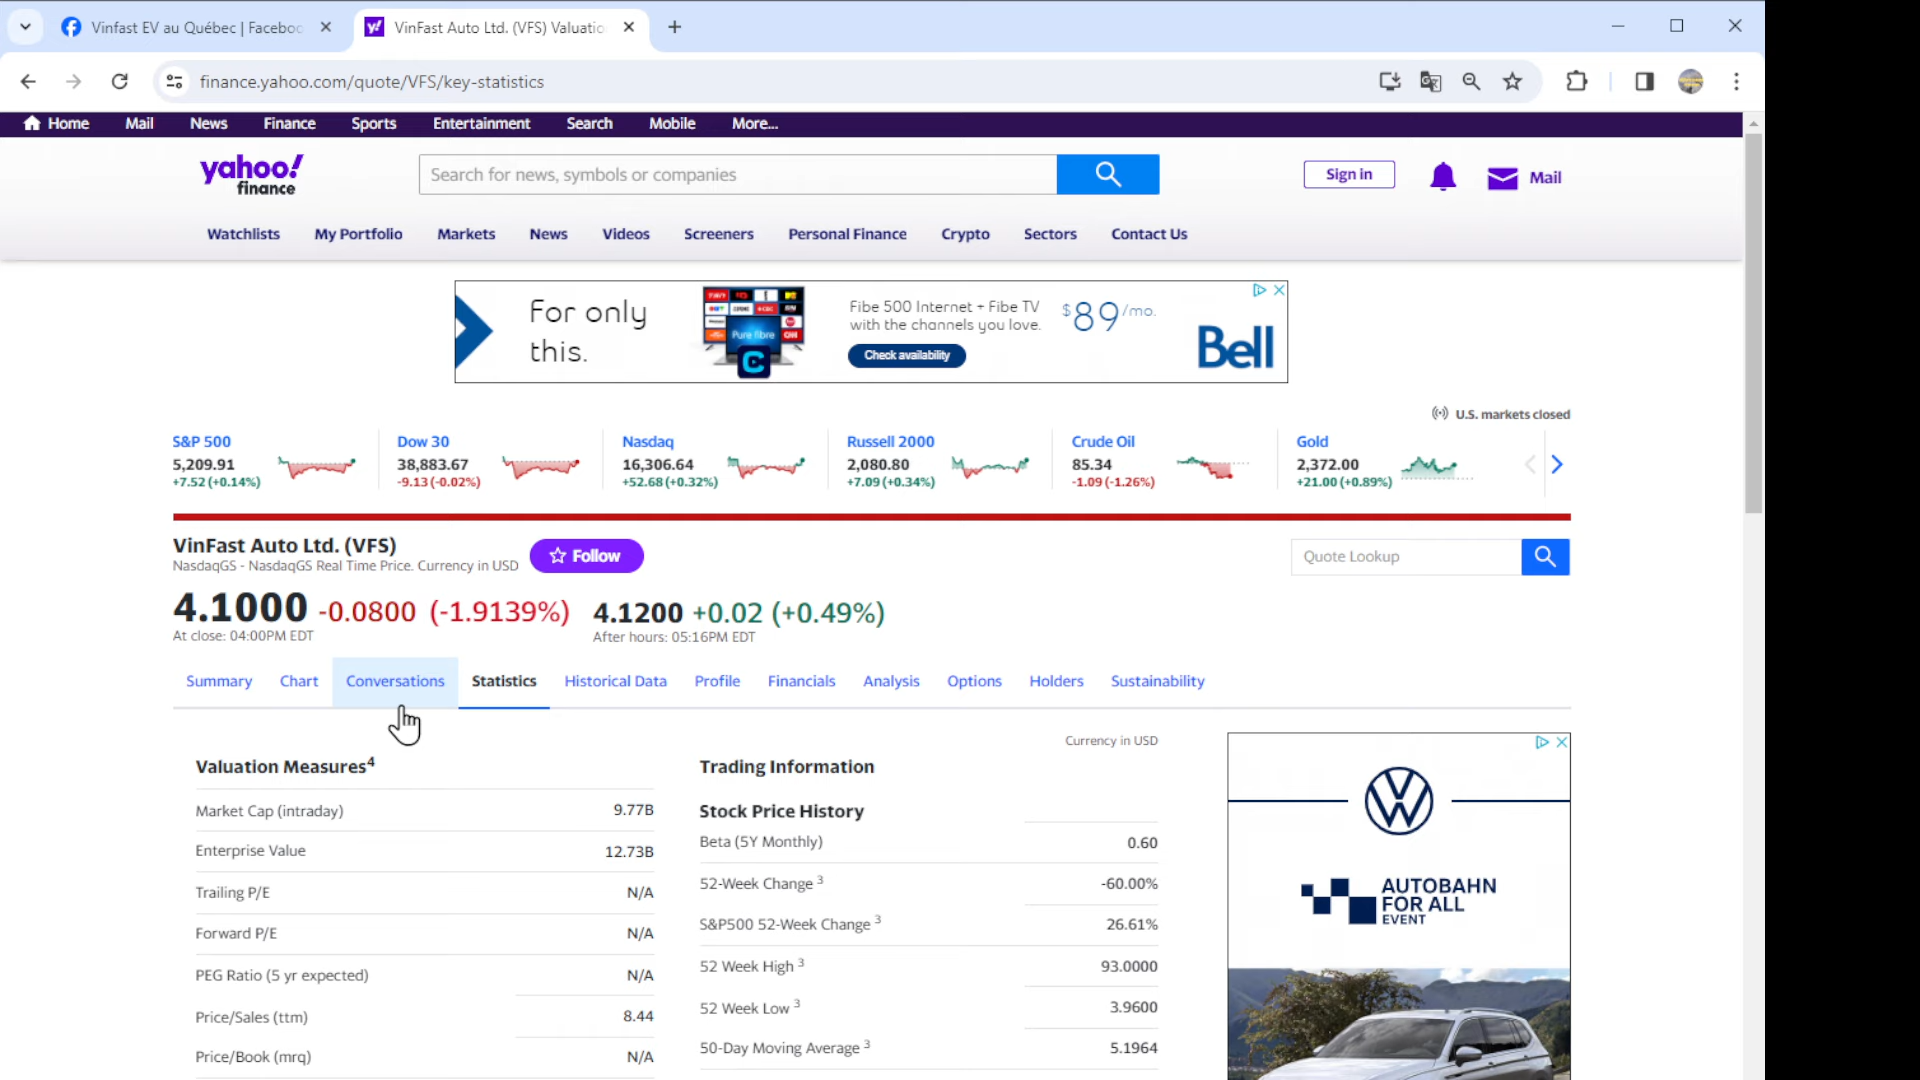 Vinfast EV au Québec | Faceboo
VinFast Auto Ltd. (VFS) Valuatio
finance.yahoo.com/quote/VFS/key-statistics
Home Mail News Finance Sports Entertainment Search Mobile More...
yahoo!
finance
Search for news, symbols or companies
Sign in
Mail
Watchlists My Portfolio Markets News Videos Screeners Personal Finance Crypto Sectors Contact Us
For only
this.
Pure fibre
Fibe 500 Internet + Fibe TV
with the channels you love.
Check availability
$89/mo.
Bell
U.S. markets closed
S&P 500
5,209.91
+7.52 (+0.14%)
Dow 30
38,883.67
-9.13 (-0.02%)
Nasdaq
16,306.64
+52.68 (+0.32%)
Russell 2000
2,080.80
+7.09 (+0.34%)
Crude Oil
85.34
-1.09 (-1.26%)
Gold
2,372.00
+21.00 (+0.89%)
VinFast Auto Ltd. (VFS)
NasdaqGS - NasdaqGS Real Time Price. Currency in USD
Follow
Quote Lookup
4.1000 -0.0800 (-1.9139%)
At close: 04:00PM EDT
4.1200 +0.02 (+0.49%)
After hours: 05:16PM EDT
Summary Chart Conversations Statistics Historical Data Profile Financials Analysis Options Holders Sustainability
Currency in USD
Valuation Measures4
Market Cap (intraday) 9.77B
Enterprise Value 12.73B
Trailing P/E N/A
Forward P/E N/A
PEG Ratio (5 yr expected) N/A
Price/Sales (ttm) 8.44
Price/Book (mrq) N/A
Trading Information
Stock Price History
Beta (5Y Monthly) 0.60
52-Week Change 3 -60.00%
S&P500 52-Week Change 3 26.61%
52 Week High 3 93.0000
52 Week Low 3 3.9600
50-Day Moving Average 3 5.1964
AUTOBAHN
FOR ALL
EVENT